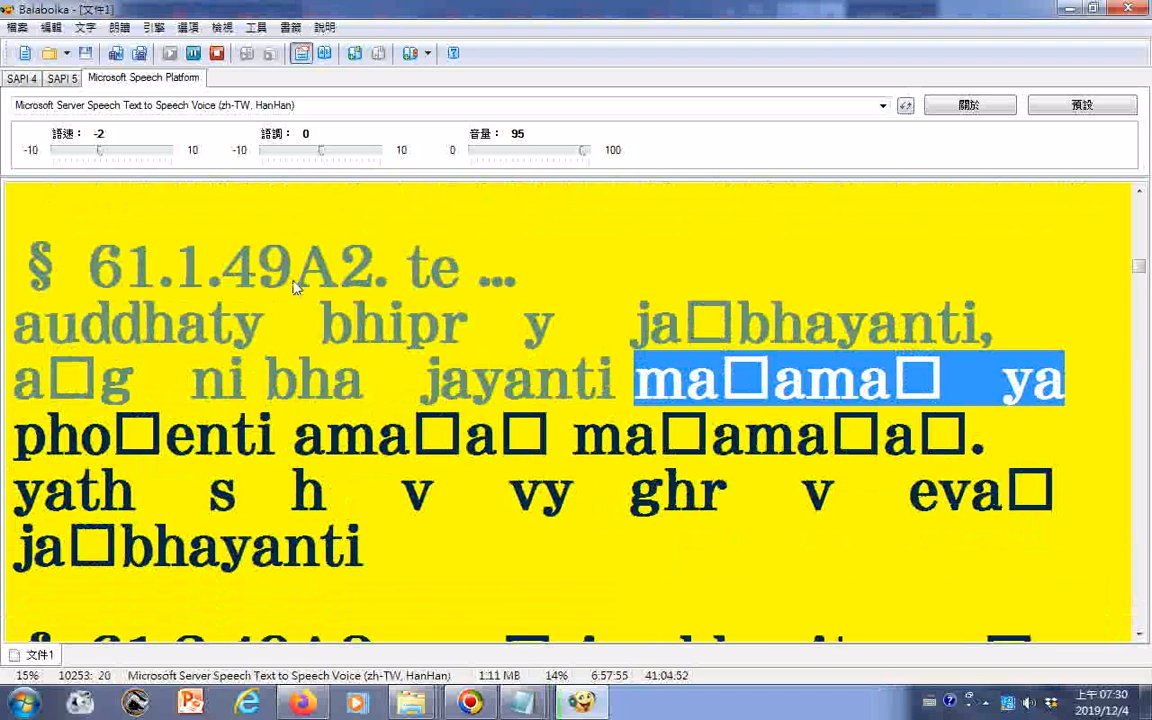 Balabolka - [文件1]
檔案 編輯 文字 朗讀 引擎 選項 檢視 工具 書籤 說明
SAPI 4 SAPI 5 Microsoft Speech Platform
Microsoft Server Speech Text to Speech Voice (zh-TW, HanHan) 關於 預設
語速： -2 語調： 0 音量： 95
-10 10 -10 10 0 100
§ 61.1.49A2. te ...
auddhaty bhipr y ja□bhayanti,
a□g ni bha jayanti ma□ama□ ya
pho□enti ama□a□ ma□ama□a□.
yath s h v vy ghr v eva□
ja□bhayanti
文件1
15% 10253: 20 Microsoft Server Speech Text to Speech Voice (zh-TW, HanHan) 1:11 MB 14% 6:57:55 41:04.52
上午 07:30
2019/12/4